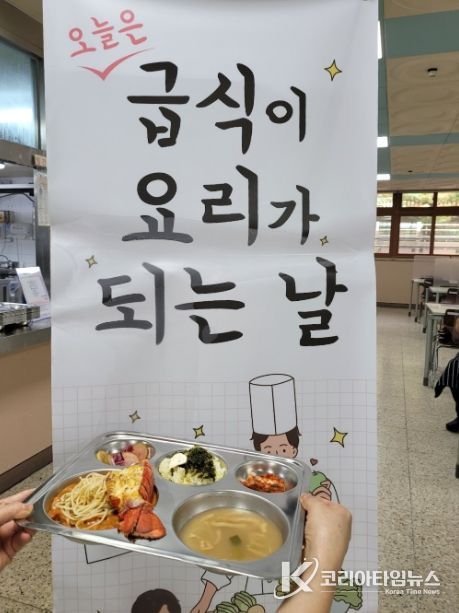 오늘은
급식이
요리가
되는 날
코리아타임뉴스
Korea Time News